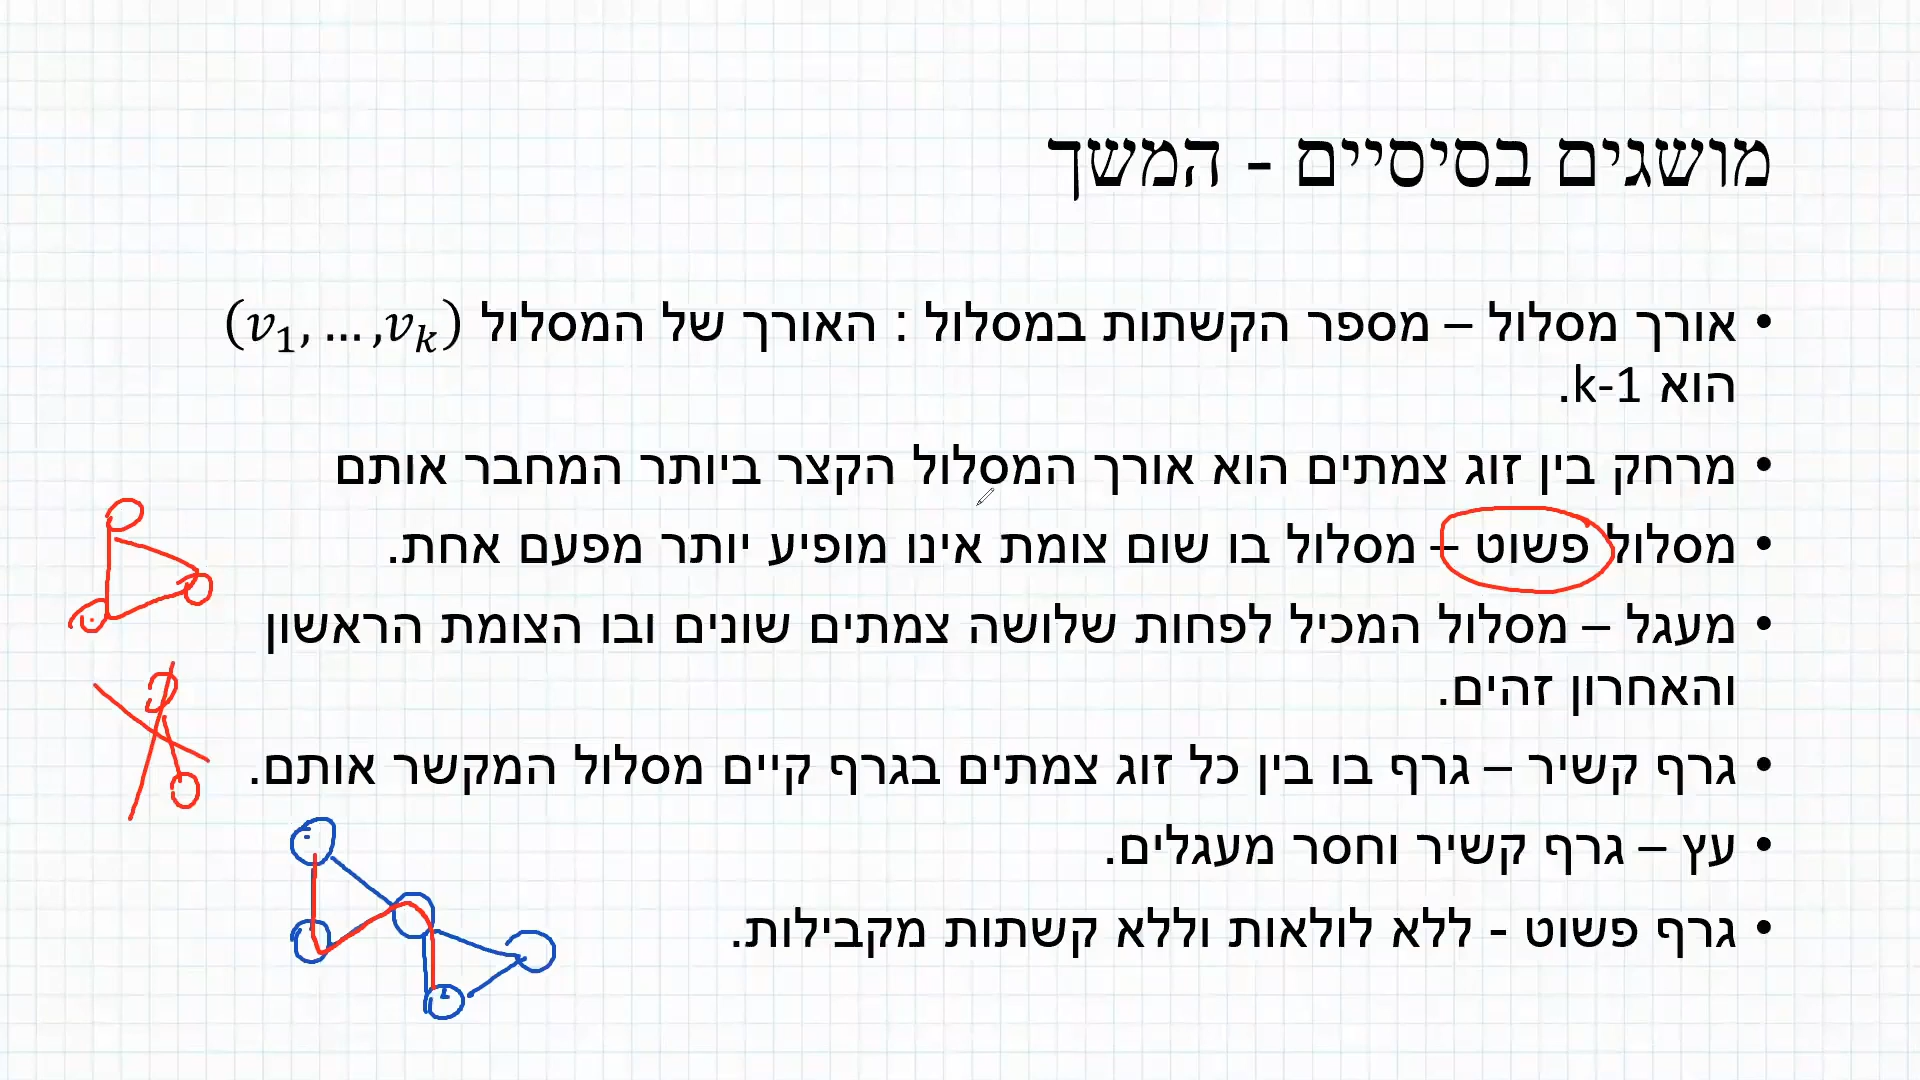 מושגים בסיסיים - המשך
• אורך מסלול – מספר הקשתות במסלול : האורך של המסלול (v₁, … ,vₖ)
הוא k-1.
• מרחק בין זוג צמתים הוא אורך המסלול הקצר ביותר המחבר אותם
• מסלול פשוט – מסלול בו שום צומת אינו מופיע יותר מפעם אחת.
• מעגל – מסלול המכיל לפחות שלושה צמתים שונים ובו הצומת הראשון
והאחרון זהים.
• גרף קשיר – גרף בו בין כל זוג צמתים בגרף קיים מסלול המקשר אותם.
• עץ – גרף קשיר וחסר מעגלים.
• גרף פשוט - ללא לולאות וללא קשתות מקבילות.